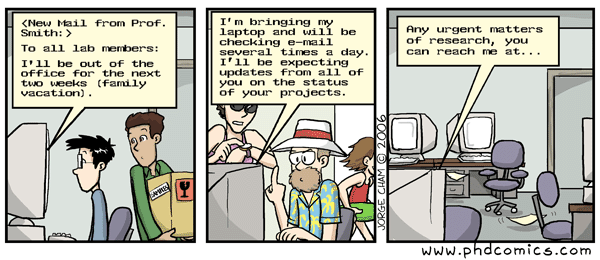 <New Mail from Prof.
Smith:>
To all lab members:
I'll be out of the
office for the next
two weeks (family
vacation).
SAMPLES
I'm bringing my
laptop and will be
checking e-mail
several times a day.
I'll be expecting
updates from all of
you on the status
of your projects.
Any urgent matters
of research, you
can reach me at...
JORGE CHAM © 2006
www.phdcomics.com